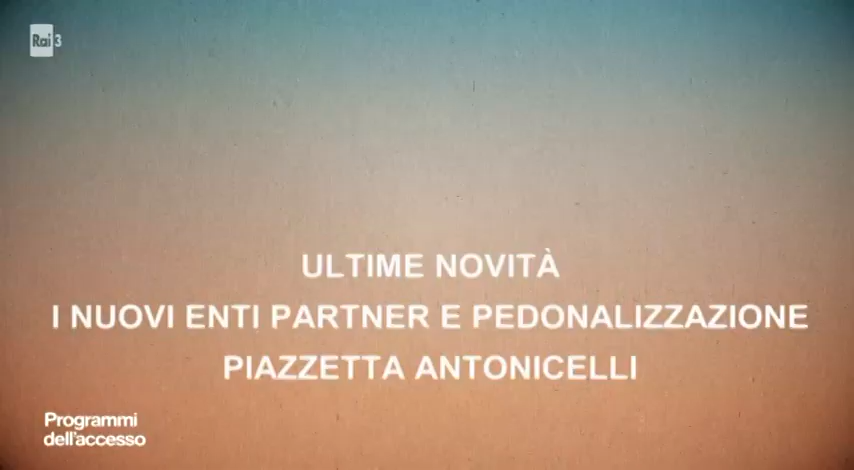 Rai 3
ULTIME NOVITÀ
I NUOVI ENTI PARTNER E PEDONALIZZAZIONE
PIAZZETTA ANTONICELLI
Programmi
dell'accesso